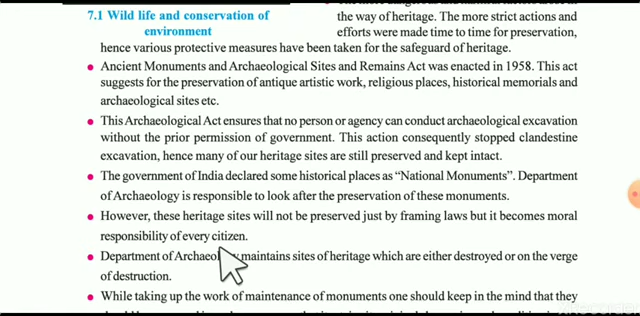 7.1 Wild life and conservation of
environment
the way of heritage. The more strict actions and
efforts were made time to time for preservation,
hence various protective measures have been taken for the safeguard of heritage.
• Ancient Monuments and Archaeological Sites and Remains Act was enacted in 1958. This act
suggests for the preservation of antique artistic work, religious places, historical memorials and
archaeological sites etc.
• This Archaeological Act ensures that no person or agency can conduct archaeological excavation
without the prior permission of government. This action consequently stopped clandestine
excavation, hence many of our heritage sites are still preserved and kept intact.
• The government of India declared some historical places as “National Monuments”. Department
of Archaeology is responsible to look after the preservation of these monuments.
• However, these heritage sites will not be preserved just by framing laws but it becomes moral
responsibility of every citizen.
• Department of Archaeology maintains sites of heritage which are either destroyed or on the verge
of destruction.
• While taking up the work of maintenance of monuments one should keep in the mind that they